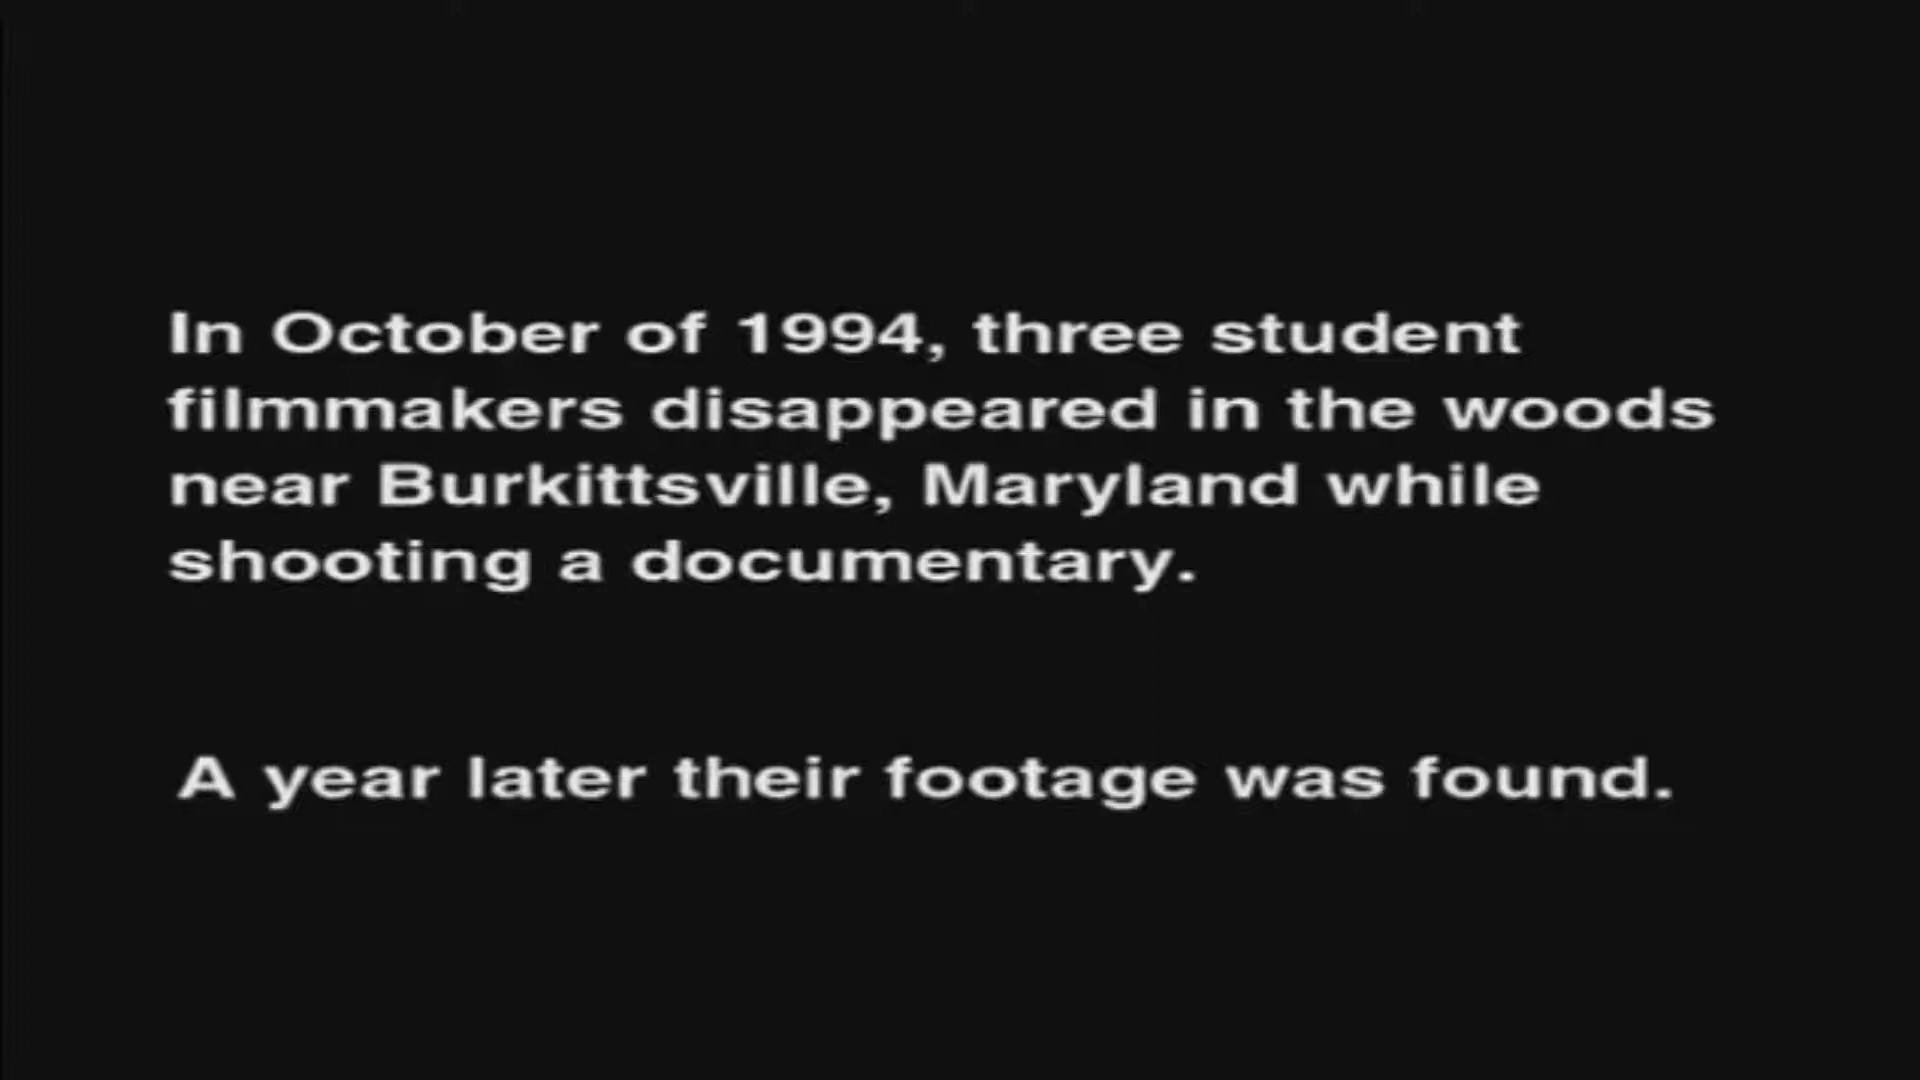 In October of 1994, three student
filmmakers disappeared in the woods
near Burkittsville, Maryland while
shooting a documentary.
A year later their footage was found.